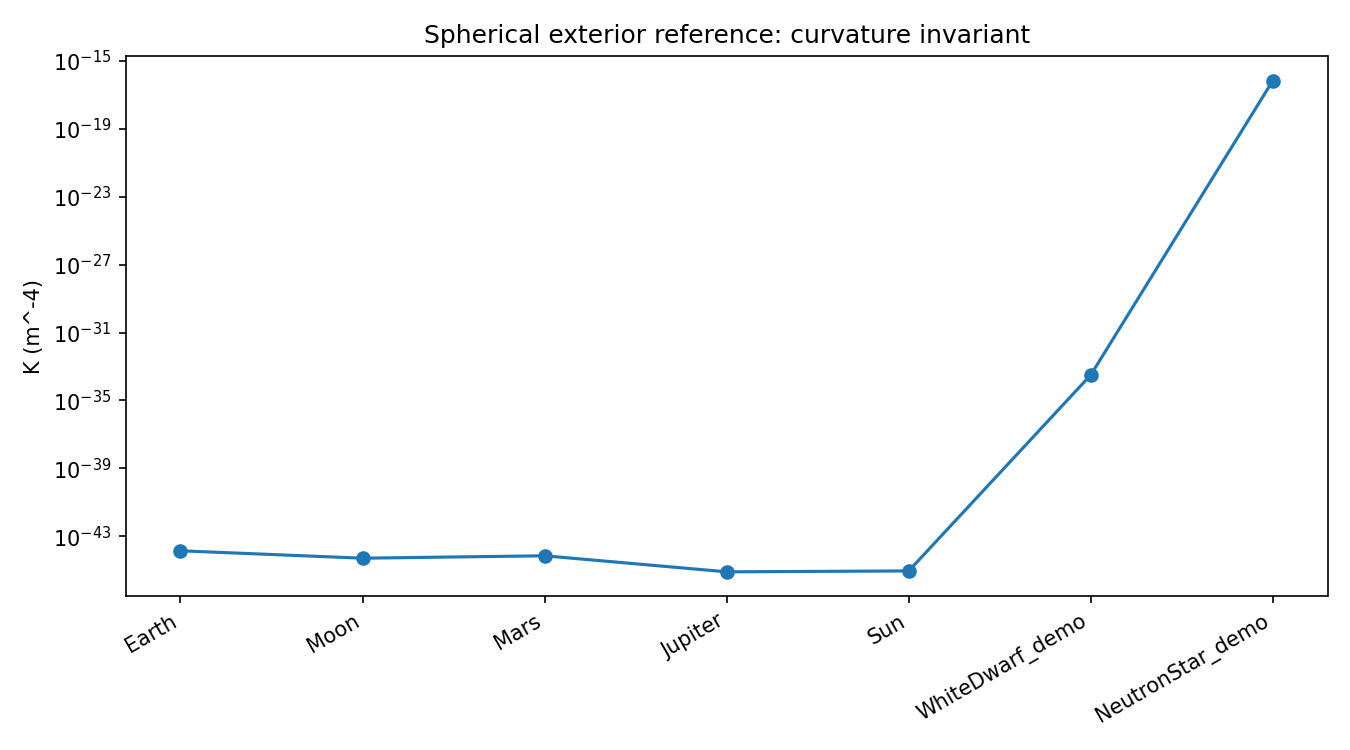 Spherical exterior reference: curvature invariant
K (m^-4)
10⁻¹⁵
10⁻¹⁹
10⁻²³
10⁻²⁷
10⁻³¹
10⁻³⁵
10⁻³⁹
10⁻⁴³
Earth
Moon
Mars
Jupiter
Sun
WhiteDwarf_demo
NeutronStar_demo